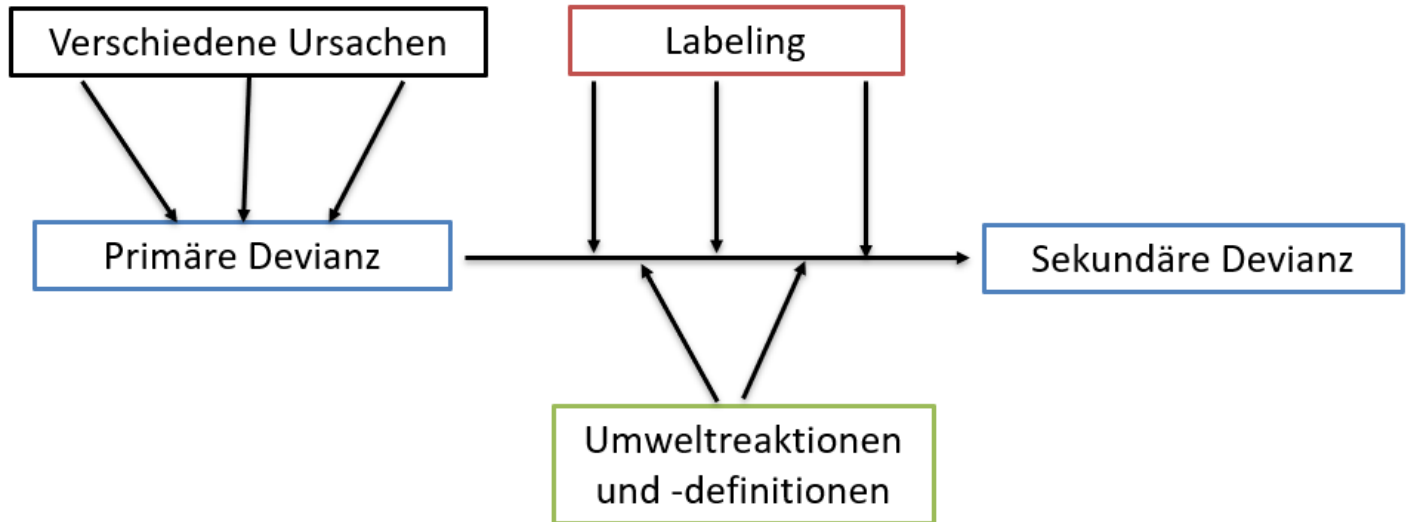 Verschiedene Ursachen
Labeling
Primäre Devianz
Sekundäre Devianz
Umweltreaktionen
und -definitionen